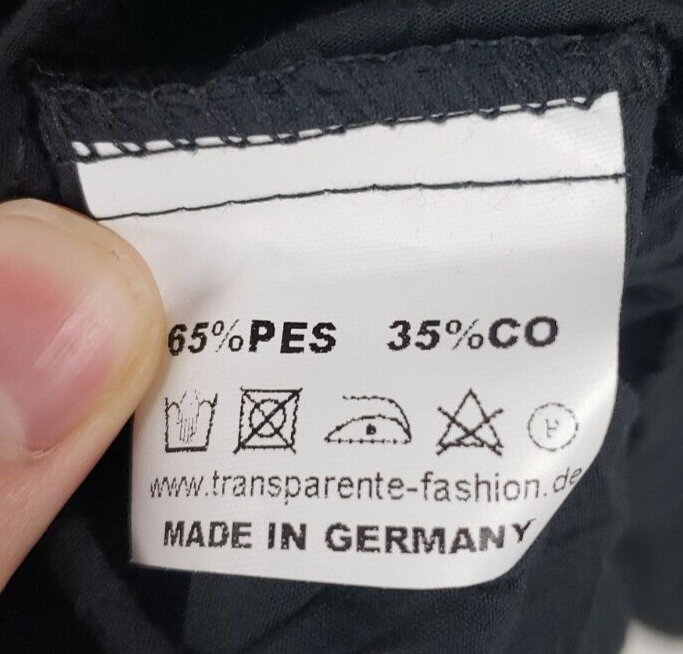 65%PES 35%CO
P
www.transparente-fashion.de
MADE IN GERMANY